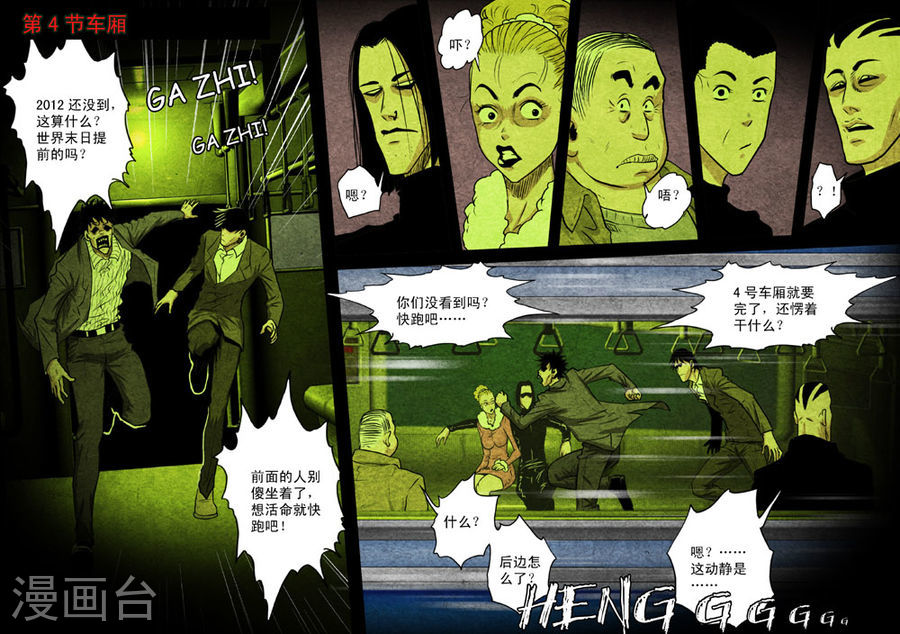 第4节车厢
2012还没到,
这算什么?
世界末日提
前的吗?
GA ZHI!
GA ZHI!
嗯?
吓?
唔?
?!
前面的人别
傻坐着了,
想活命就快
跑吧!
你们没看到吗?
快跑吧……
4号车厢就要
完了,还愣着
干什么?
什么?
后边怎
么了?
嗯?……
这动静是
……
HENG G G G G G
漫画台